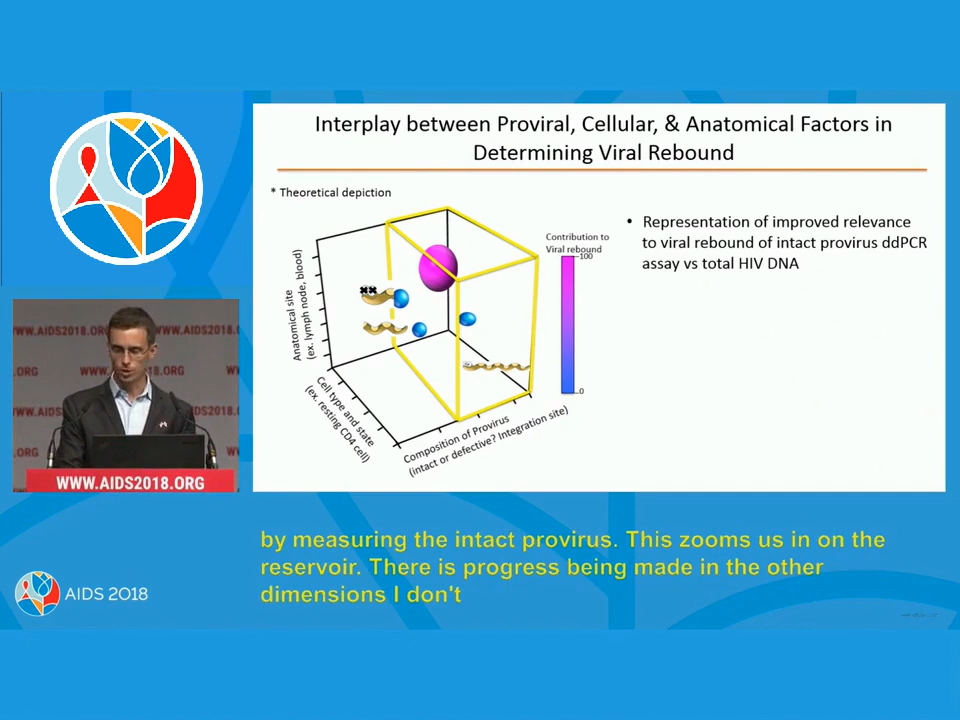 Interplay between Proviral, Cellular, & Anatomical Factors in
Determining Viral Rebound
* Theoretical depiction
Contribution to
Viral rebound
100
0
Anatomical site
(ex. lymph node, blood)
Cell type and state
(ex. resting CD4 cell)
Composition of Provirus
(intact or defective? Integration site)
• Representation of improved relevance
to viral rebound of intact provirus ddPCR
assay vs total HIV DNA
WWW.AIDS2018.ORG
WWW.AIDS2018.ORG
WWW.AIDS2018.ORG
by measuring the intact provirus. This zooms us in on the
reservoir. There is progress being made in the other
dimensions I don't
AIDS 2018